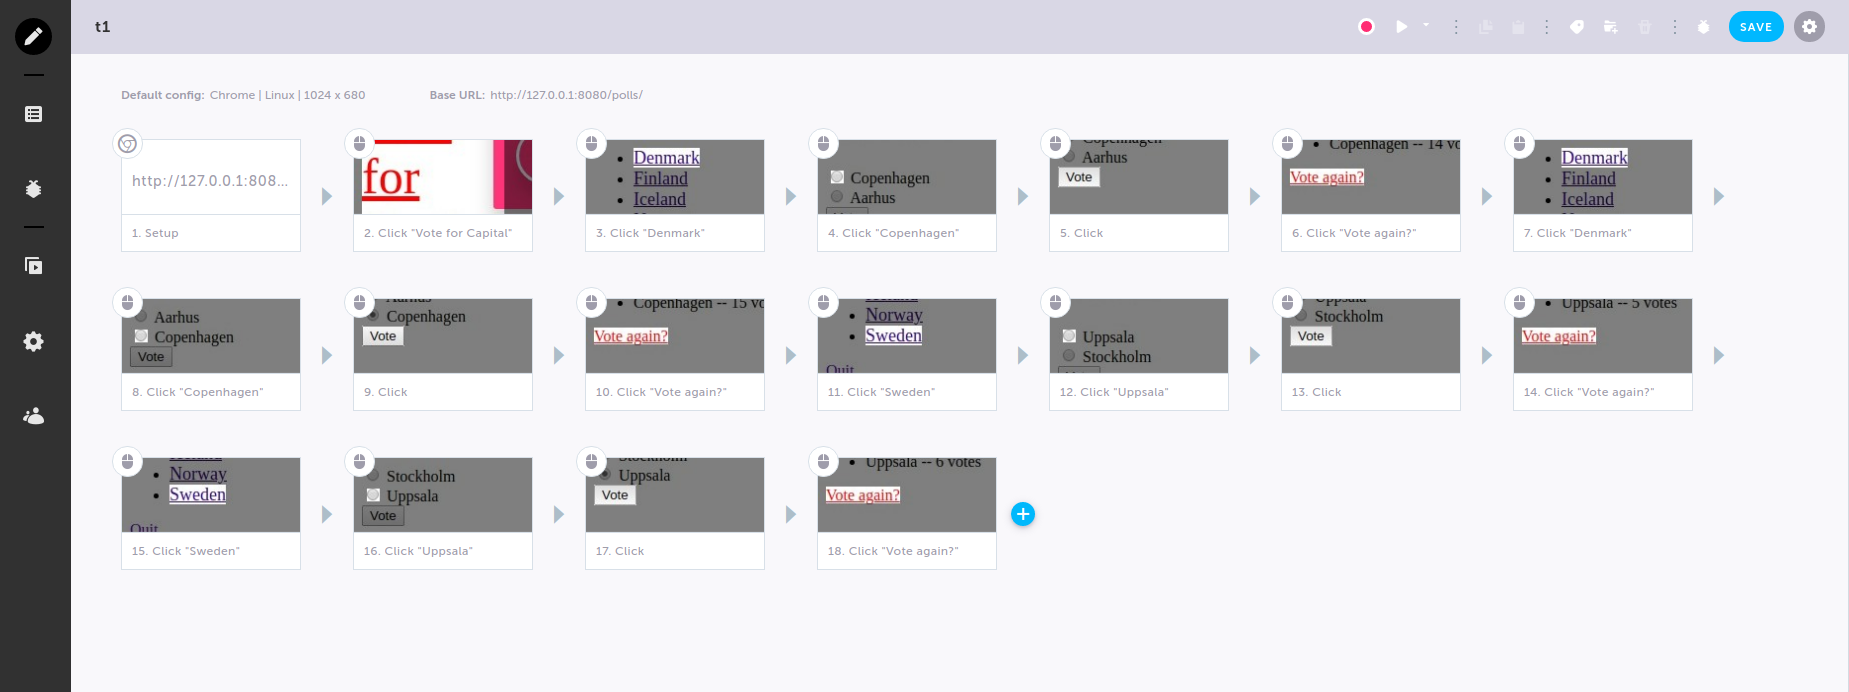 t1
SAVE
Default config: Chrome | Linux | 1024 x 680 Base URL: http://127.0.0.1:8080/polls/
http://127.0.0.1:808...
1. Setup
for
2. Click "Vote for Capital"
Denmark
Finland
Iceland
3. Click "Denmark"
Copenhagen
Aarhus
4. Click "Copenhagen"
Copenhagen
Aarhus
Vote
5. Click
Copenhagen -- 14 vo
Vote again?
6. Click "Vote again?"
Denmark
Finland
Iceland
7. Click "Denmark"
Aarhus
Copenhagen
Vote
8. Click "Copenhagen"
Aarhus
Copenhagen
Vote
9. Click
Copenhagen -- 15 vo
Vote again?
10. Click "Vote again?"
Norway
Sweden
Quit
11. Click "Sweden"
Uppsala
Stockholm
12. Click "Uppsala"
Uppsala
Stockholm
Vote
13. Click
Uppsala -- 5 votes
Vote again?
14. Click "Vote again?"
Norway
Sweden
Quit
15. Click "Sweden"
Stockholm
Uppsala
Vote
16. Click "Uppsala"
Stockholm
Uppsala
Vote
17. Click
Uppsala -- 6 votes
Vote again?
18. Click "Vote again?"